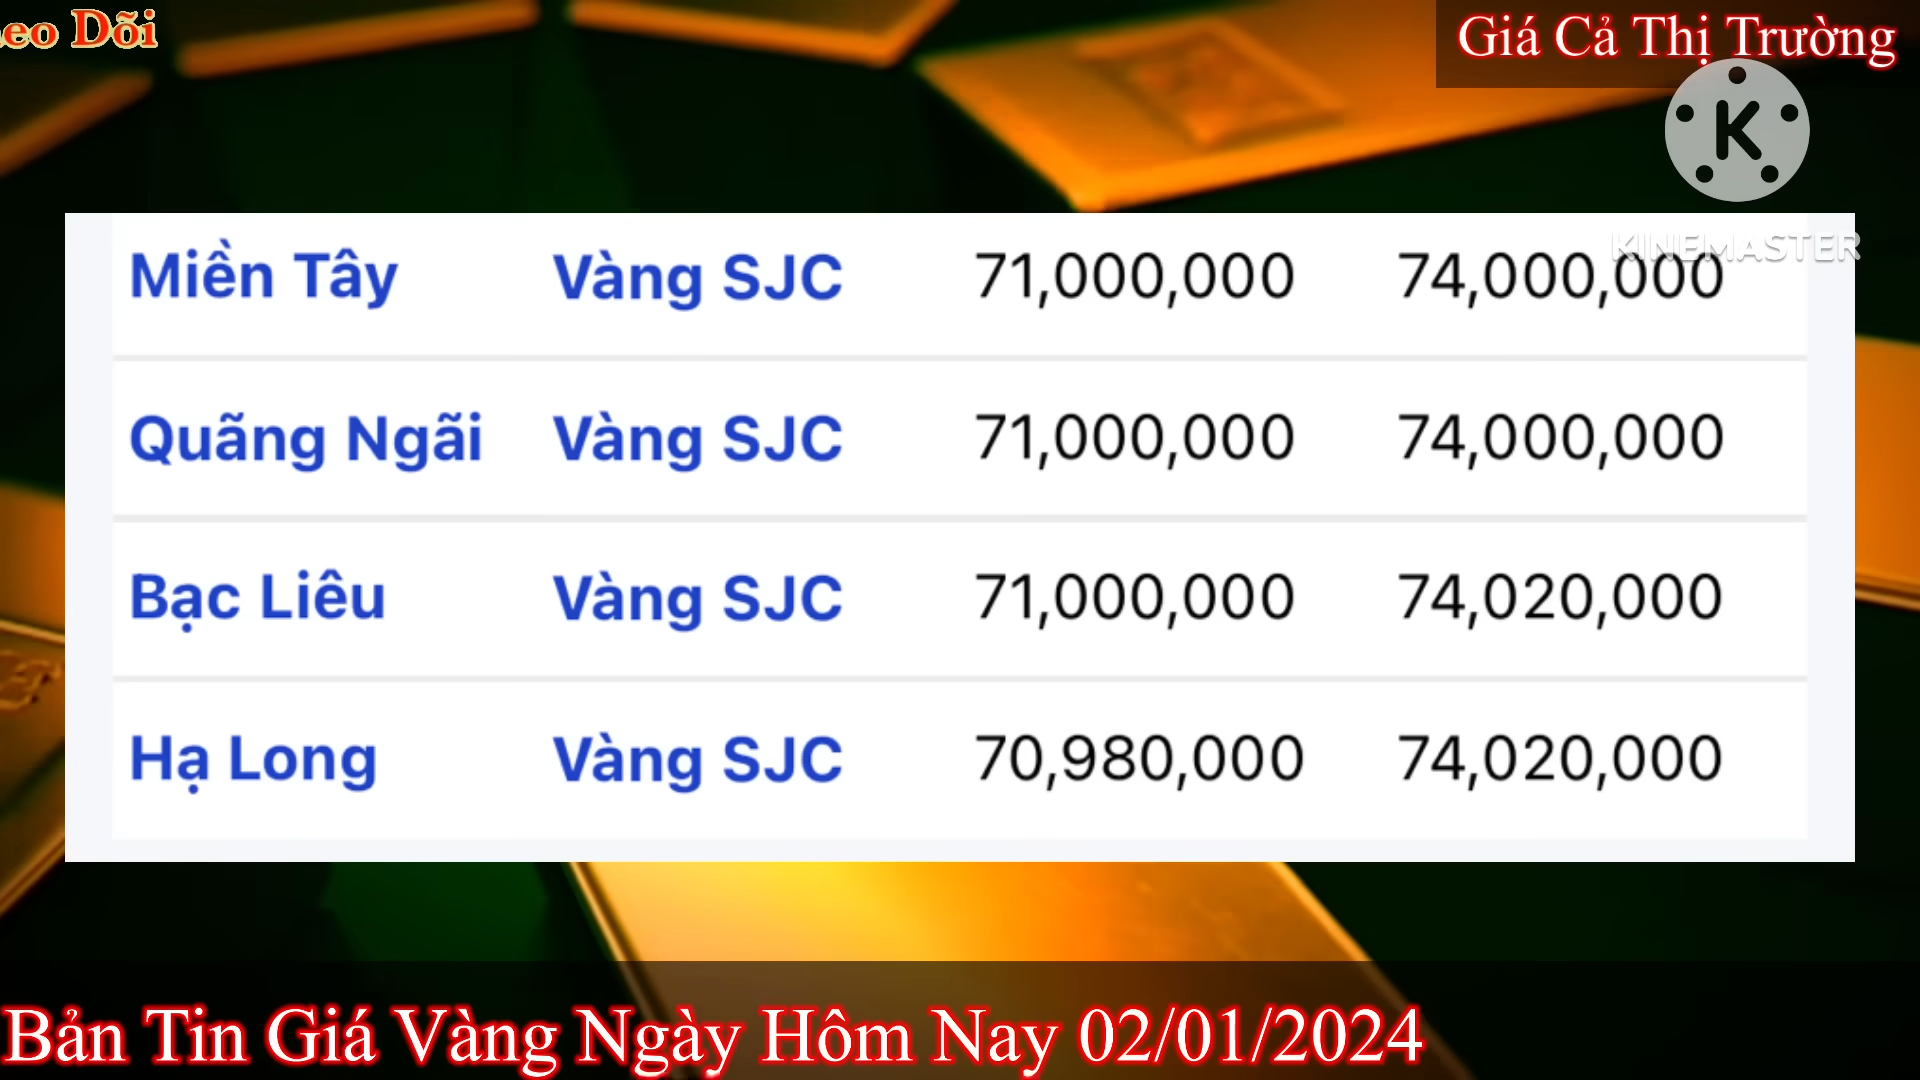 Dõi
Giá Cả Thị Trường
K
KINEMASTER
Miền Tây Vàng SJC 71,000,000 74,000,000
Quãng Ngãi Vàng SJC 71,000,000 74,000,000
Bạc Liêu Vàng SJC 71,000,000 74,020,000
Hạ Long Vàng SJC 70,980,000 74,020,000
Bản Tin Giá Vàng Ngày Hôm Nay 02/01/2024